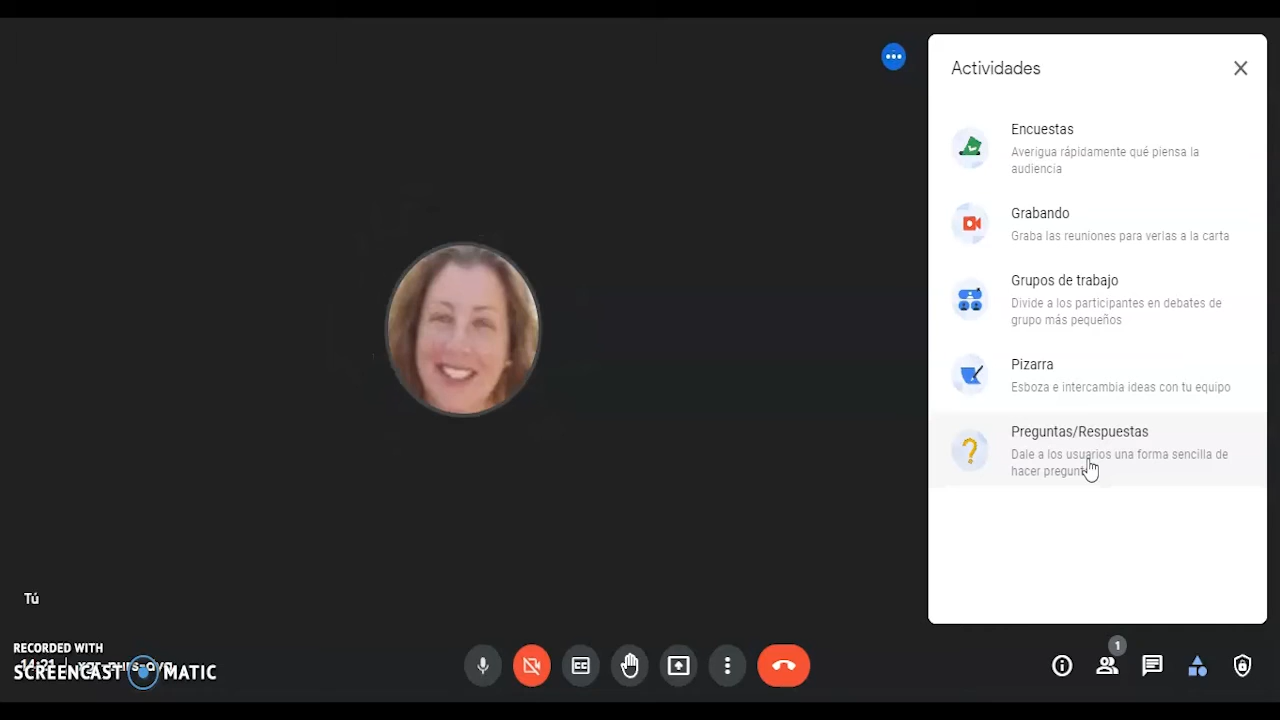 Actividades
Encuestas
Averigua rápidamente qué piensa la
audiencia
Grabando
Graba las reuniones para verlas a la carta
Grupos de trabajo
Divide a los participantes en debates de
grupo más pequeños
Pizarra
Esboza e intercambia ideas con tu equipo
Preguntas/Respuestas
Dale a los usuarios una forma sencilla de
hacer
Tú
1
CC
RECORDED WITH
SCREENCAST MATIC